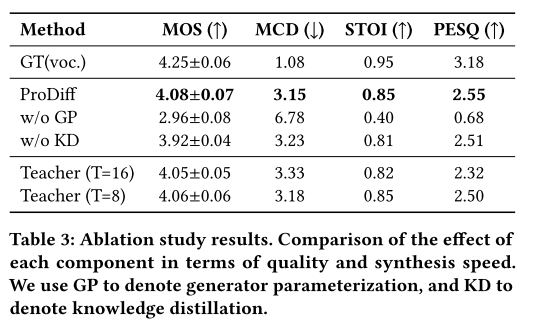 Method MOS (↑) MCD (↓) STOI (↑) PESQ (↑)
GT(voc.) 4.25±0.06 1.08 0.95 3.18
ProDiff 4.08±0.07 3.15 0.85 2.55
w/o GP 2.96±0.08 6.78 0.40 0.68
w/o KD 3.92±0.04 3.23 0.81 2.51
Teacher (T=16) 4.05±0.05 3.33 0.82 2.32
Teacher (T=8) 4.06±0.06 3.18 0.85 2.50
Table 3: Ablation study results. Comparison of the effect of
each component in terms of quality and synthesis speed.
We use GP to denote generator parameterization, and KD to
denote knowledge distillation.